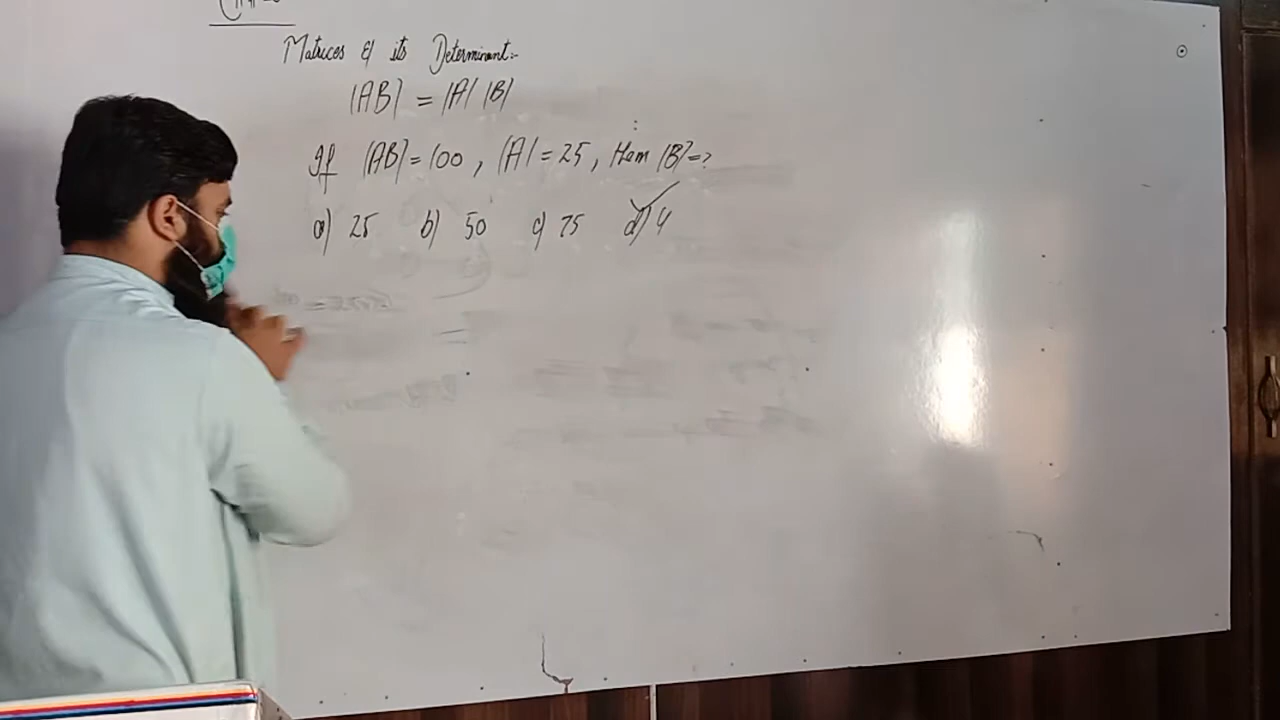 Matrices & its Determinant:-
|AB| = |A| |B|
If |AB| = 100, |A| = 25, then |B| = ?
a) 25 b) 50 c) 75 d) 4